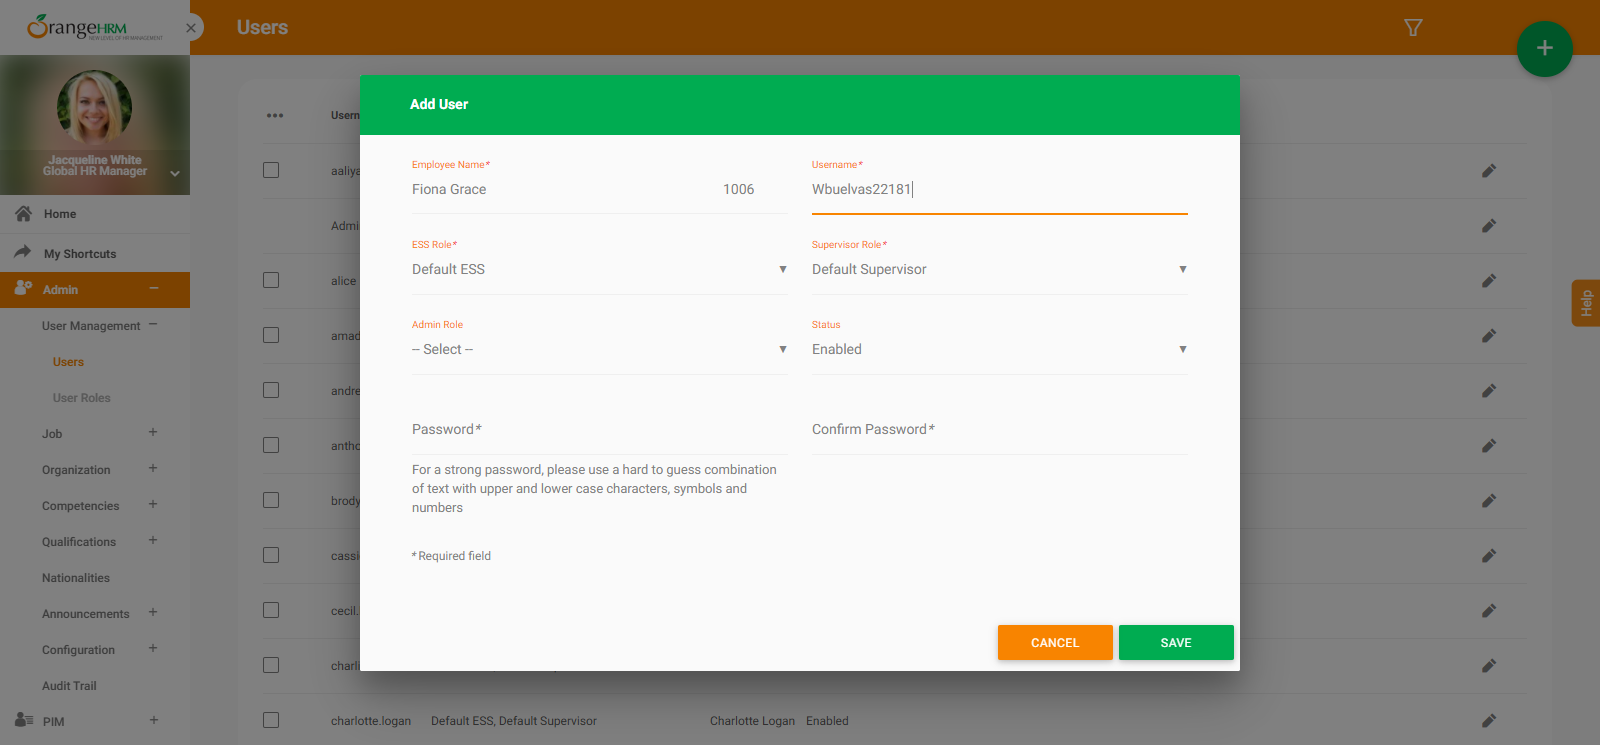 OrangeHRM
NEW LEVEL OF HR MANAGEMENT
Users
Jacqueline White
Global HR Manager
Home
My Shortcuts
Admin
User Management
Users
User Roles
Job
Organization
Competencies
Qualifications
Nationalities
Announcements
Configuration
Audit Trail
PIM
Usern
aaliya
Admi
alice
amad
andre
antho
brody
cassi
cecil.
charli
charlotte.logan Default ESS, Default Supervisor Charlotte Logan Enabled
Add User
Employee Name* Username*
Fiona Grace 1006 Wbuelvas22181
ESS Role* Supervisor Role*
Default ESS Default Supervisor
Admin Role Status
-- Select -- Enabled
Password* Confirm Password*
For a strong password, please use a hard to guess combination
of text with upper and lower case characters, symbols and
numbers
* Required field
CANCEL SAVE
Help